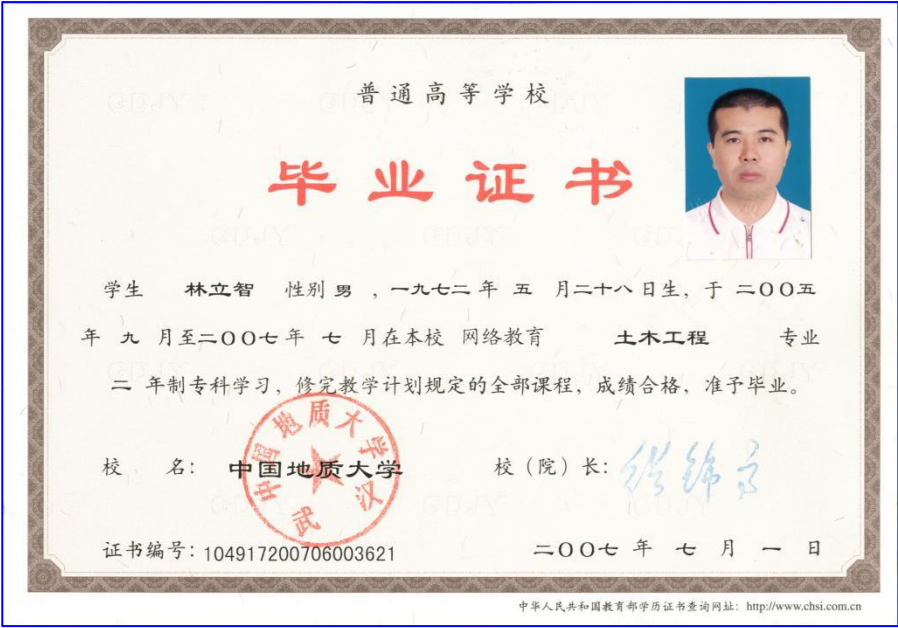 普通高等学校
毕业证书
学生 林立智 性别 男 ，一九七二 年 五 月二十八日生，于 二〇〇五
年 九 月至二〇〇七年 七 月在本校 网络教育 土木工程 专业
二 年制专科学习，修完教学计划规定的全部课程，成绩合格，准予毕业。
校 名： 中国地质大学 校（院）长：
中国地质大学
武汉
证书编号：104917200706003621 二〇〇七 年 七 月 一 日
中华人民共和国教育部学历证书查询网址：http://www.chsi.com.cn